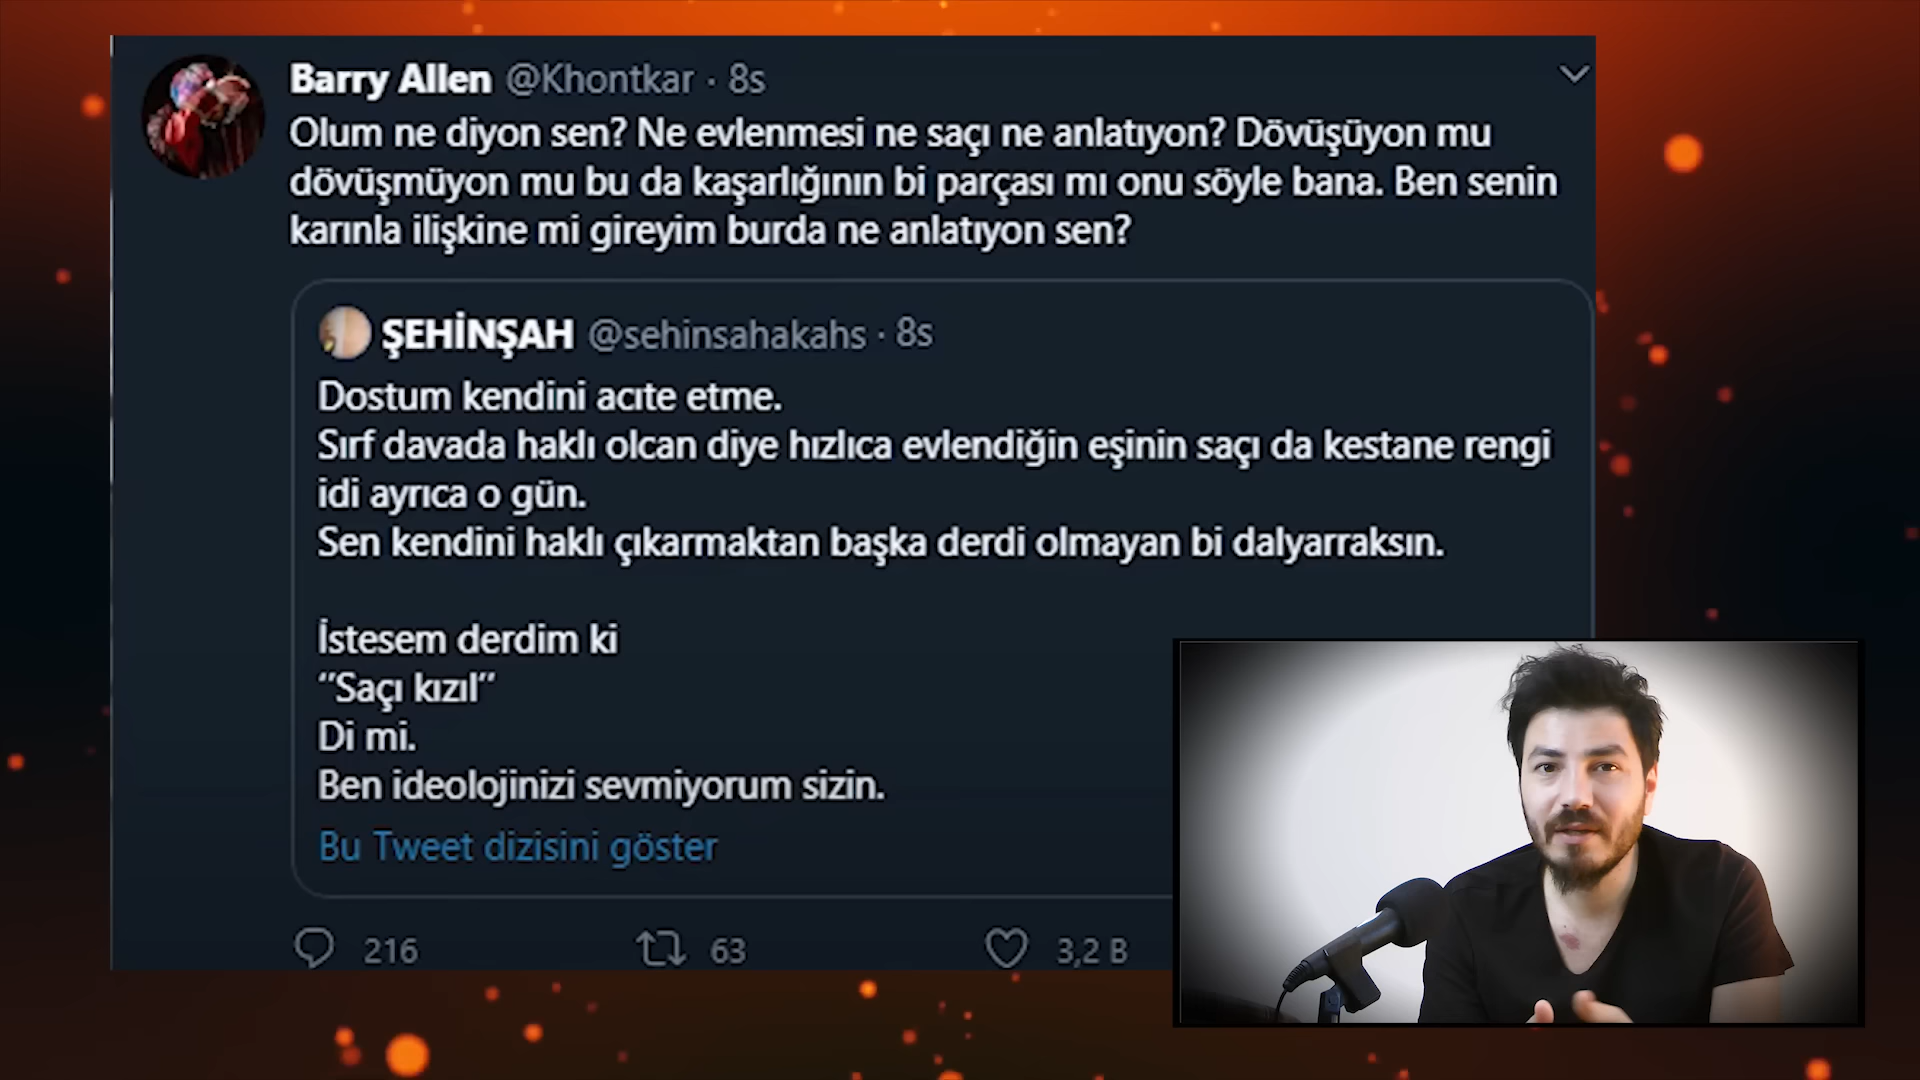 Barry Allen @Khontkar · 8s
Olum ne diyon sen? Ne evlenmesi ne saçı ne anlatıyon? Dövüşüyon mu
dövüşmüyon mu bu da kaşarlığının bi parçası mı onu söyle bana. Ben senin
karınla ilişkine mi gireyim burda ne anlatıyon sen?
ŞEHİNŞAH @sehinsahakahs · 8s
Dostum kendini acıte etme.
Sırf davada haklı olcan diye hızlıca evlendiğin eşinin saçı da kestane rengi
idi ayrıca o gün.
Sen kendini haklı çıkarmaktan başka derdi olmayan bi dalyarraksın.
İstesem derdim ki
‘’Saçı kızıl’’
Di mi.
Ben ideolojinizi sevmiyorum sizin.
Bu Tweet dizisini göster
216 63 3,2 B